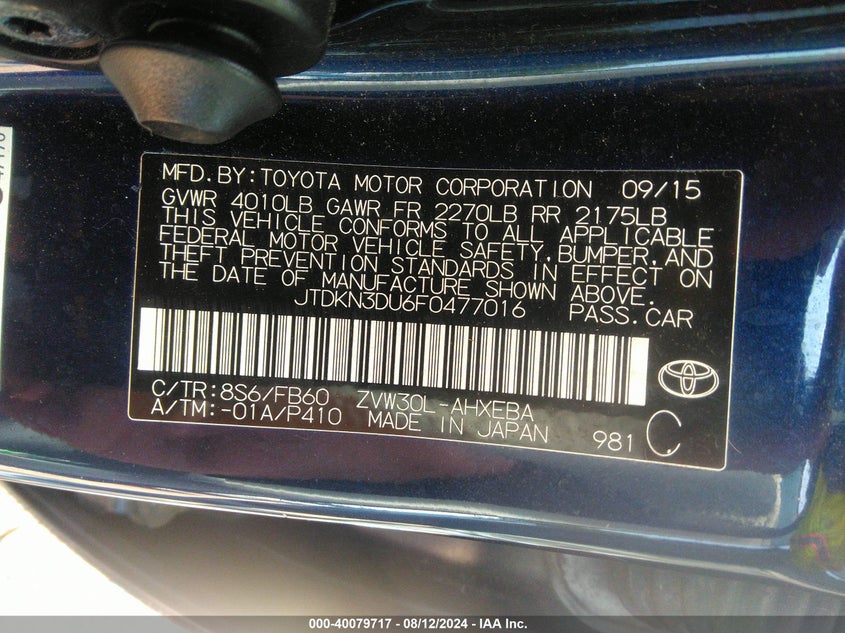 MFD.BY:TOYOTA MOTOR CORPORATION 09/15
GVWR 4010LB GAWR FR 2270LB RR 2175LB
THIS VEHICLE CONFORMS TO ALL APPLICABLE
FEDERAL MOTOR VEHICLE SAFETY,BUMPER,AND
THEFT PREVENTION STANDARDS IN EFFECT ON
THE DATE OF MANUFACTURE SHOWN ABOVE.
JTDKN3DU6F0477016 PASS.CAR
C/TR:8S6/FB60 ZVW30L-AHXEBA
A/TM:-01A/P410 MADE IN JAPAN 981 C
000-40079717 - 08/12/2024 - IAA Inc.